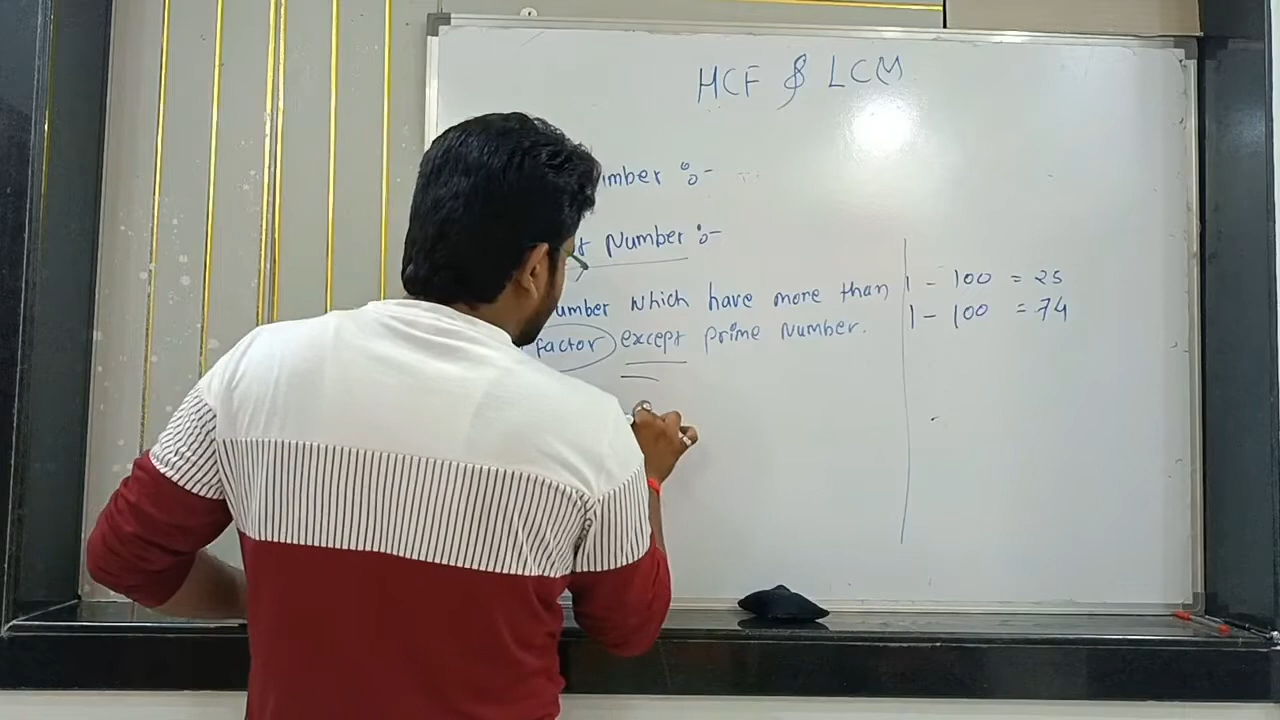 HCF & LCM
umber :-
Number :-
umber which have more than
factor except prime Number.
1 - 100 = 25
1 - 100 = 74